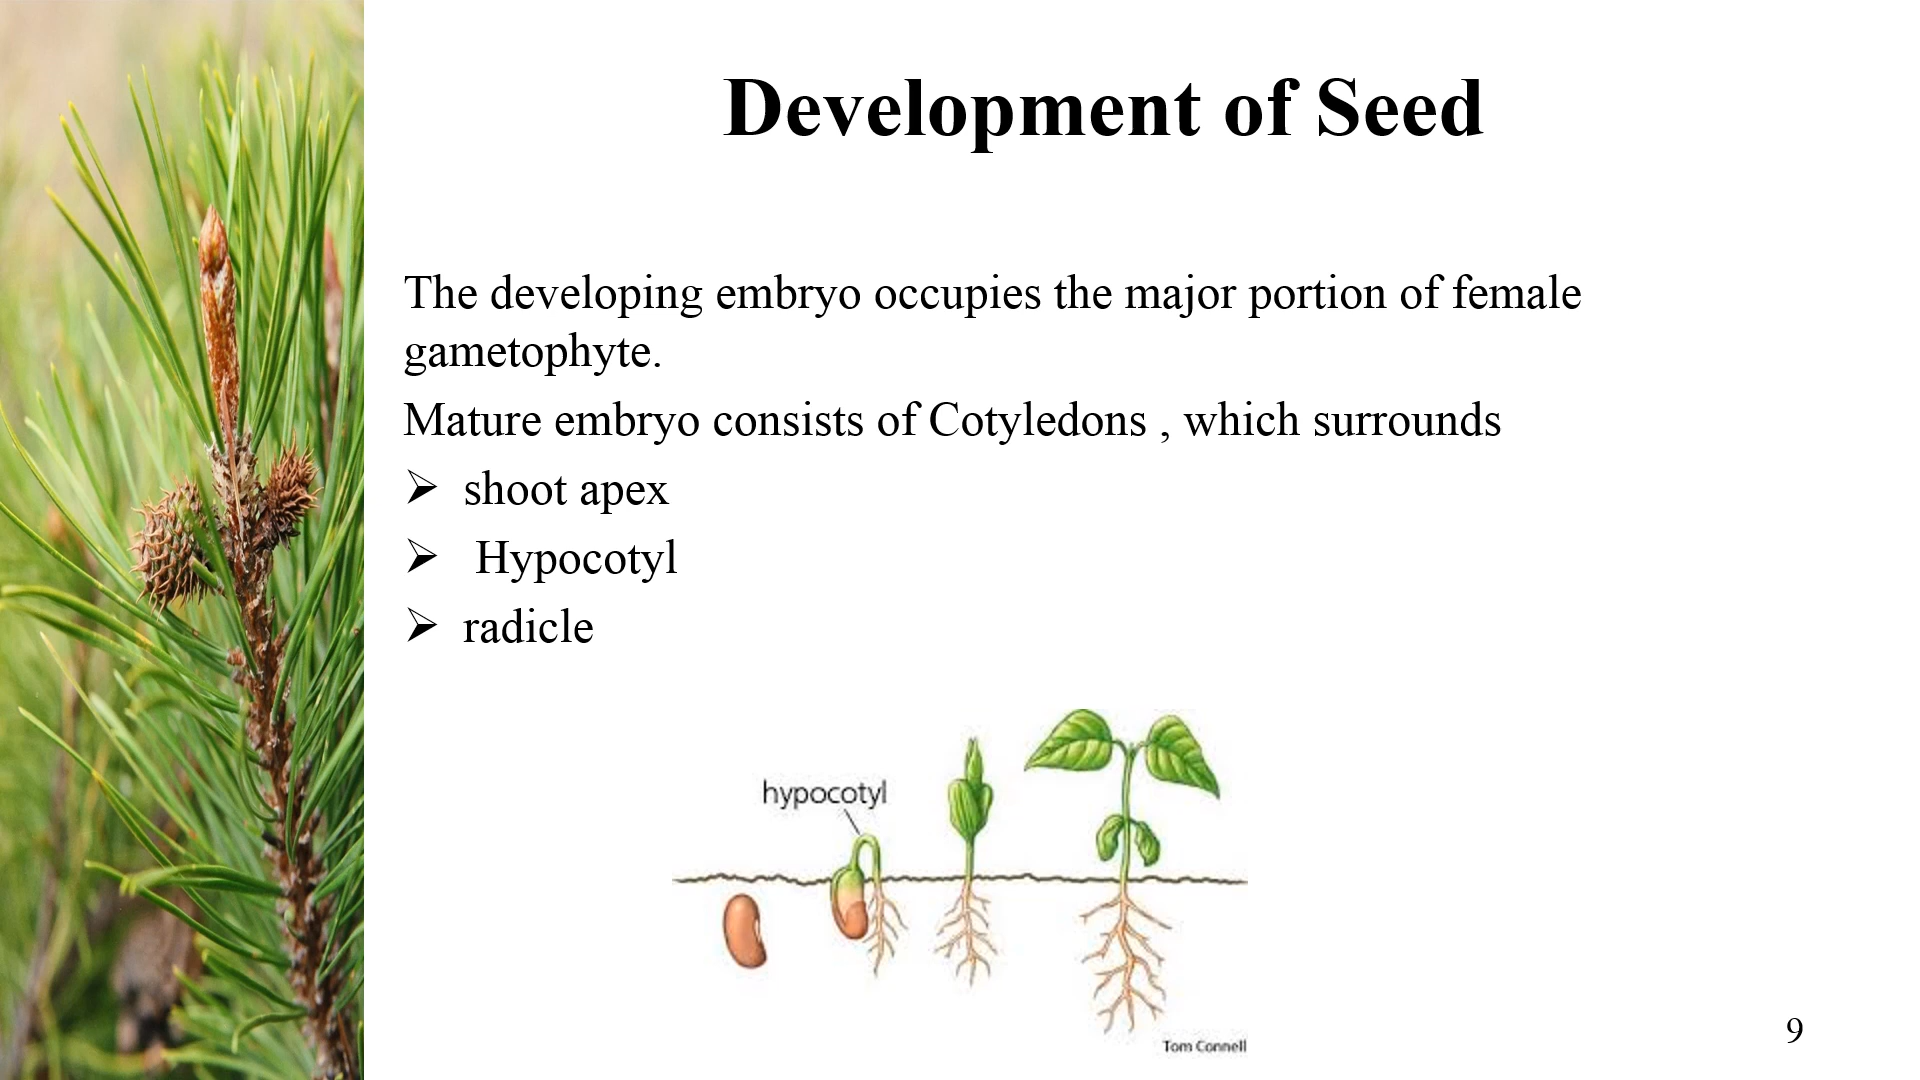 Development of Seed
The developing embryo occupies the major portion of female
gametophyte.
Mature embryo consists of Cotyledons , which surrounds
➢ shoot apex
➢ Hypocotyl
➢ radicle
hypocotyl
Tom Connell
9